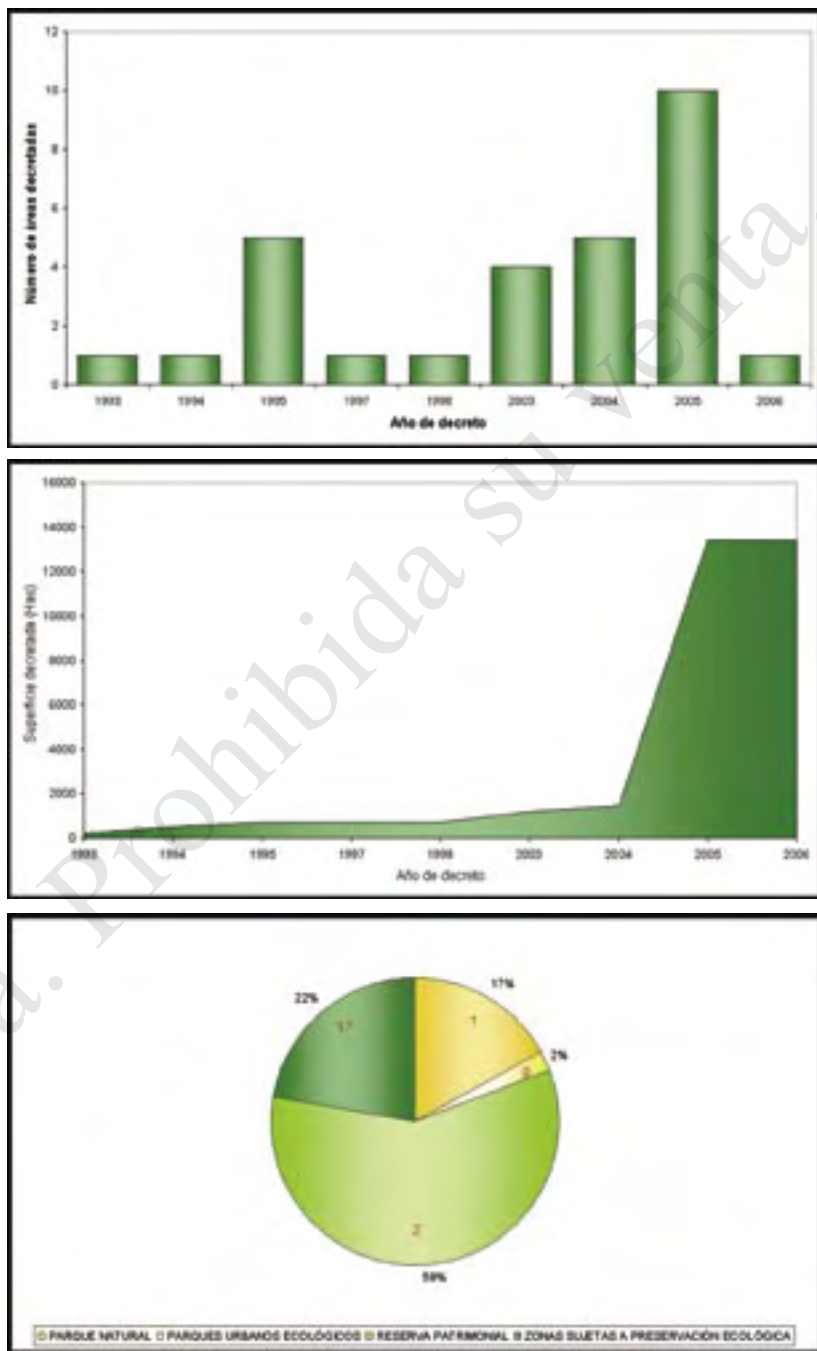 12
10
8
6
4
2
0
Número de áreas decretadas
1993 1994 1995 1997 1998 2003 2004 2005 2006
Año de decreto
16000
14000
12000
10000
8000
6000
4000
2000
0
Superficie decretada (Has)
1993 1994 1995 1997 1998 2003 2004 2005 2006
Año de decreto
22%
17%
1
2%
2
PARQUE NATURAL PARQUES URBANOS ECOLÓGICOS RESERVA PATRIMONIAL ZONAS SUJETAS A PRESERVACIÓN ECOLÓGICA
a. Prohibida su venta.